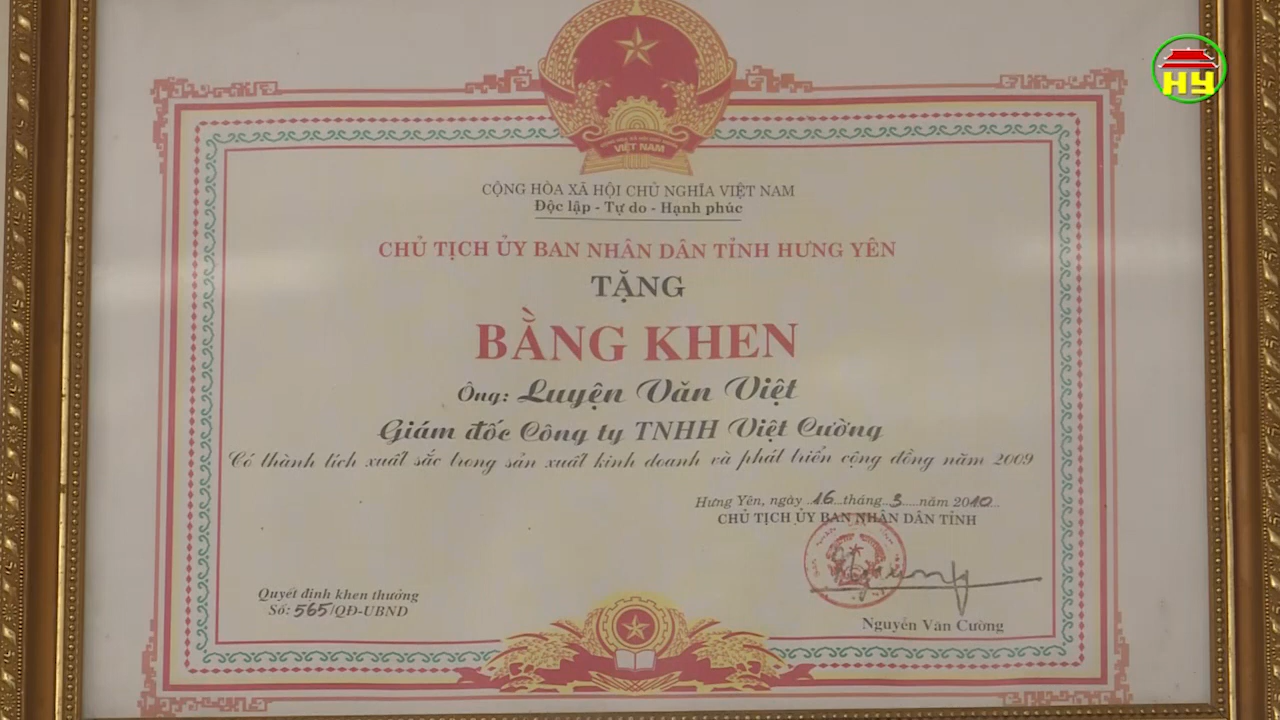 HY
VIỆT NAM
CỘNG HÒA XÃ HỘI CHỦ NGHĨA VIỆT NAM
Độc lập - Tự do - Hạnh phúc
CHỦ TỊCH ỦY BAN NHÂN DÂN TỈNH HƯNG YÊN
TẶNG
BẰNG KHEN
Ông: Luyện Văn Việt
Giám đốc Công ty TNHH Việt Cường
Có thành tích xuất sắc trong sản xuất kinh doanh và phát triển cộng đồng năm 2009
Hưng Yên, ngày 16 tháng 3 năm 2010
CHỦ TỊCH ỦY BAN NHÂN DÂN TỈNH
Quyết định khen thưởng
Số: 565/QĐ-UBND
Nguyễn Văn Cường